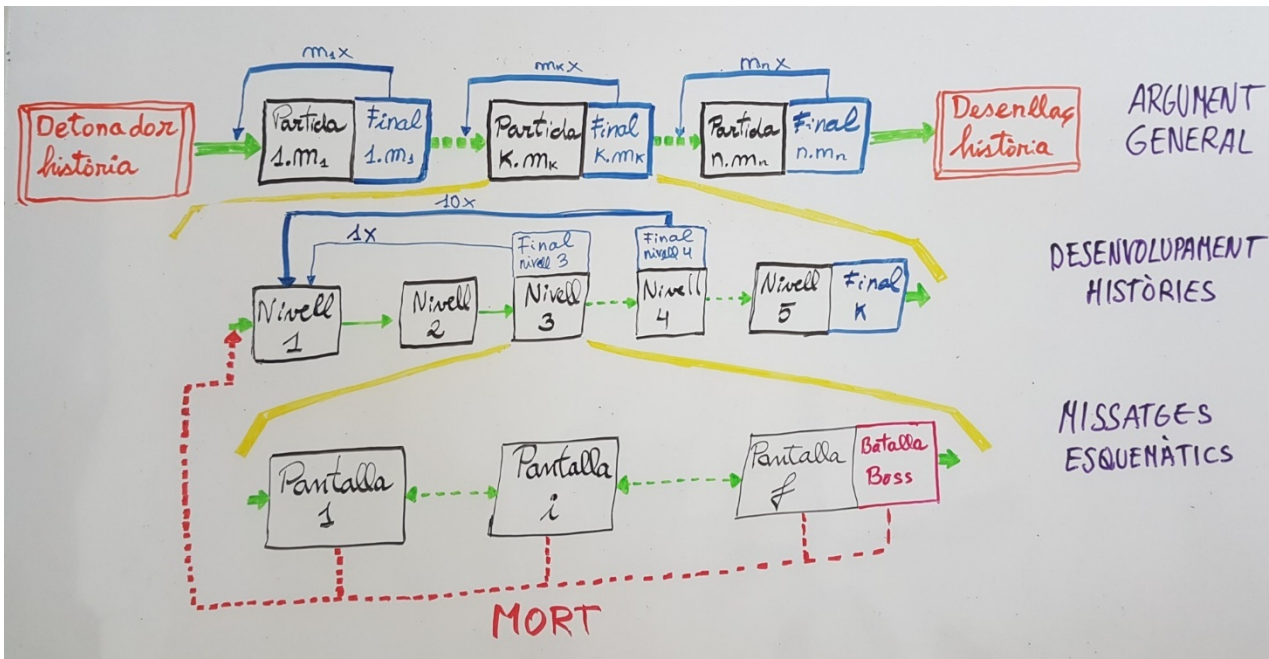 m₁x
mₖx
mₙx
Detonador
història
Partida
1.m₁
Final
1.m₁
Partida
K.mₖ
Final
K.mₖ
Partida
n.mₙ
Final
n.mₙ
Desenllaç
història
ARGUMENT
GENERAL
10x
1x
Final
nivell 3
Final
nivell 4
Nivell
1
Nivell
2
Nivell
3
Nivell
4
Nivell
5
Final
K
DESENVOLUPAMENT
HISTÒRIES
Pantalla
1
Pantalla
i
Pantalla
f
Batalla
Boss
MISSATGES
ESQUEMÀTICS
MORT